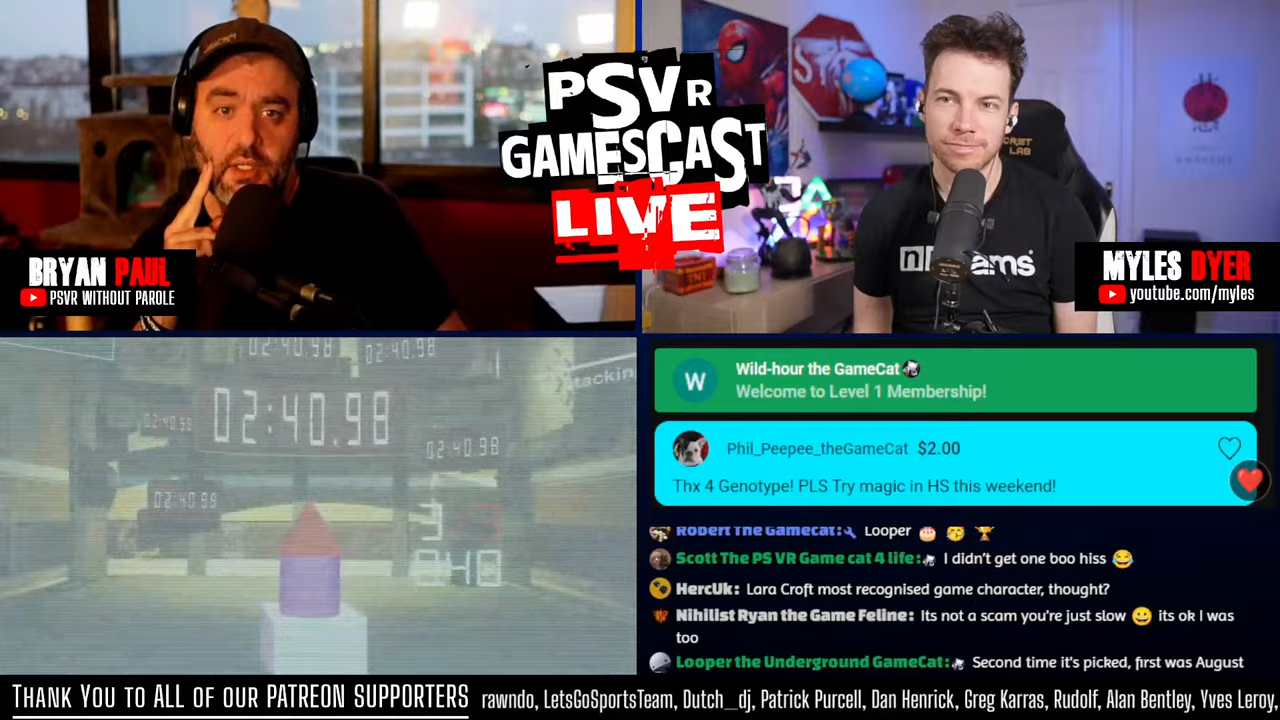 PSVR
GAMESCAST
LIVE
BRYAN PAUL
PSVR WITHOUT PAROLE
MYLES DYER
youtube.com/myles
02:40.98
02:40.98
02:40.98
02:40.98
tackin
W
Wild-hour the GameCat
Welcome to Level 1 Membership!
Phil_Peepee_theGameCat $2.00
Thx 4 Genotype! PLS Try magic in HS this weekend!
Robert The Gamecat: Looper 🎂 🥳 🏆
Scott The PS VR Game cat 4 life: I didn't get one boo hiss 😂
HercUk: Lara Croft most recognised game character, thought?
Nihilist Ryan the Game Feline: Its not a scam you're just slow 😀 its ok I was
too
Looper the Underground GameCat: Second time it's picked, first was August
THANK YOU TO ALL OF OUR PATREON SUPPORTERS
rawndo, LetsGoSportsTeam, Dutch__dj, Patrick Purcell, Dan Henrick, Greg Karras, Rudolf, Alan Bentley, Yves Leroy,